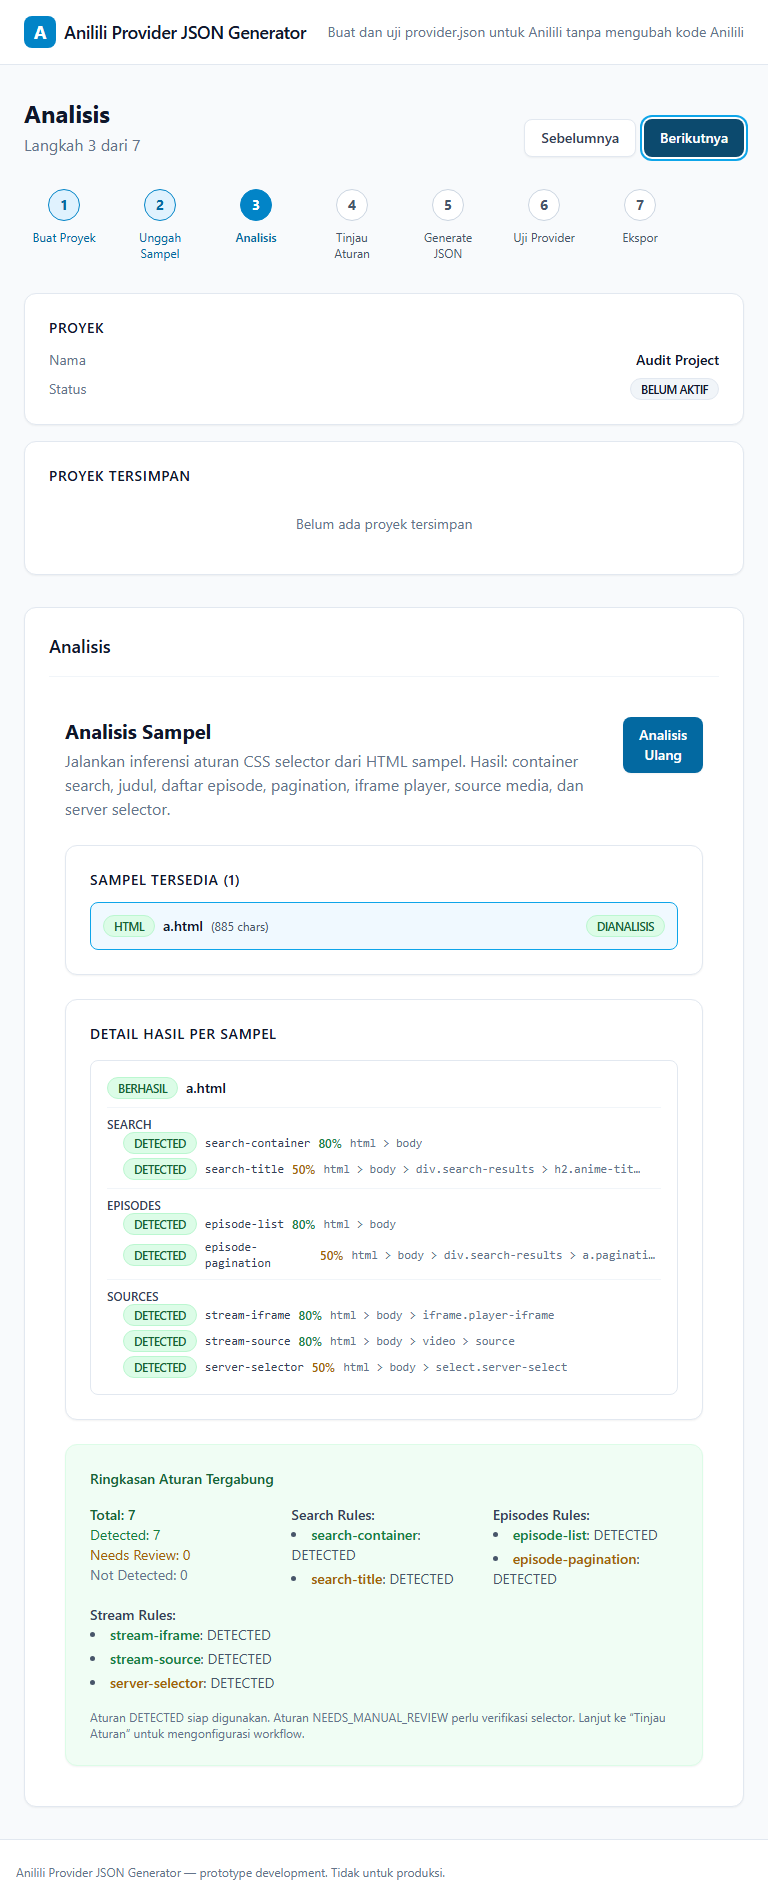 A Anilili Provider JSON Generator Buat dan uji provider.json untuk Anilili tanpa mengubah kode Anilili
Analisis
Langkah 3 dari 7
Sebelumnya Berikutnya
1 2 3 4 5 6 7
Buat Proyek Unggah Analisis Tinjau Generate Uji Provider Ekspor
Sampel Aturan JSON
PROYEK
Nama Audit Project
Status BELUM AKTIF
PROYEK TERSIMPAN
Belum ada proyek tersimpan
Analisis
Analisis Sampel
Jalankan inferensi aturan CSS selector dari HTML sampel. Hasil: container
search, judul, daftar episode, pagination, iframe player, source media, dan
server selector.
Analisis
Ulang
SAMPEL TERSEDIA (1)
HTML a.html (885 chars) DIANALISIS
DETAIL HASIL PER SAMPEL
BERHASIL a.html
SEARCH
DETECTED search-container 80% html > body
DETECTED search-title 50% html > body > div.search-results > h2.anime-tit…
EPISODES
DETECTED episode-list 80% html > body
DETECTED episode-
pagination 50% html > body > div.search-results > a.paginati…
SOURCES
DETECTED stream-iframe 80% html > body > iframe.player-iframe
DETECTED stream-source 80% html > body > video > source
DETECTED server-selector 50% html > body > select.server-select
Ringkasan Aturan Tergabung
Total: 7
Detected: 7
Needs Review: 0
Not Detected: 0
Search Rules:
• search-container:
DETECTED
• search-title: DETECTED
Episodes Rules:
• episode-list: DETECTED
• episode-pagination:
DETECTED
Stream Rules:
• stream-iframe: DETECTED
• stream-source: DETECTED
• server-selector: DETECTED
Aturan DETECTED siap digunakan. Aturan NEEDS_MANUAL_REVIEW perlu verifikasi selector. Lanjut ke “Tinjau
Aturan” untuk mengonfigurasi workflow.
Anilili Provider JSON Generator — prototype development. Tidak untuk produksi.